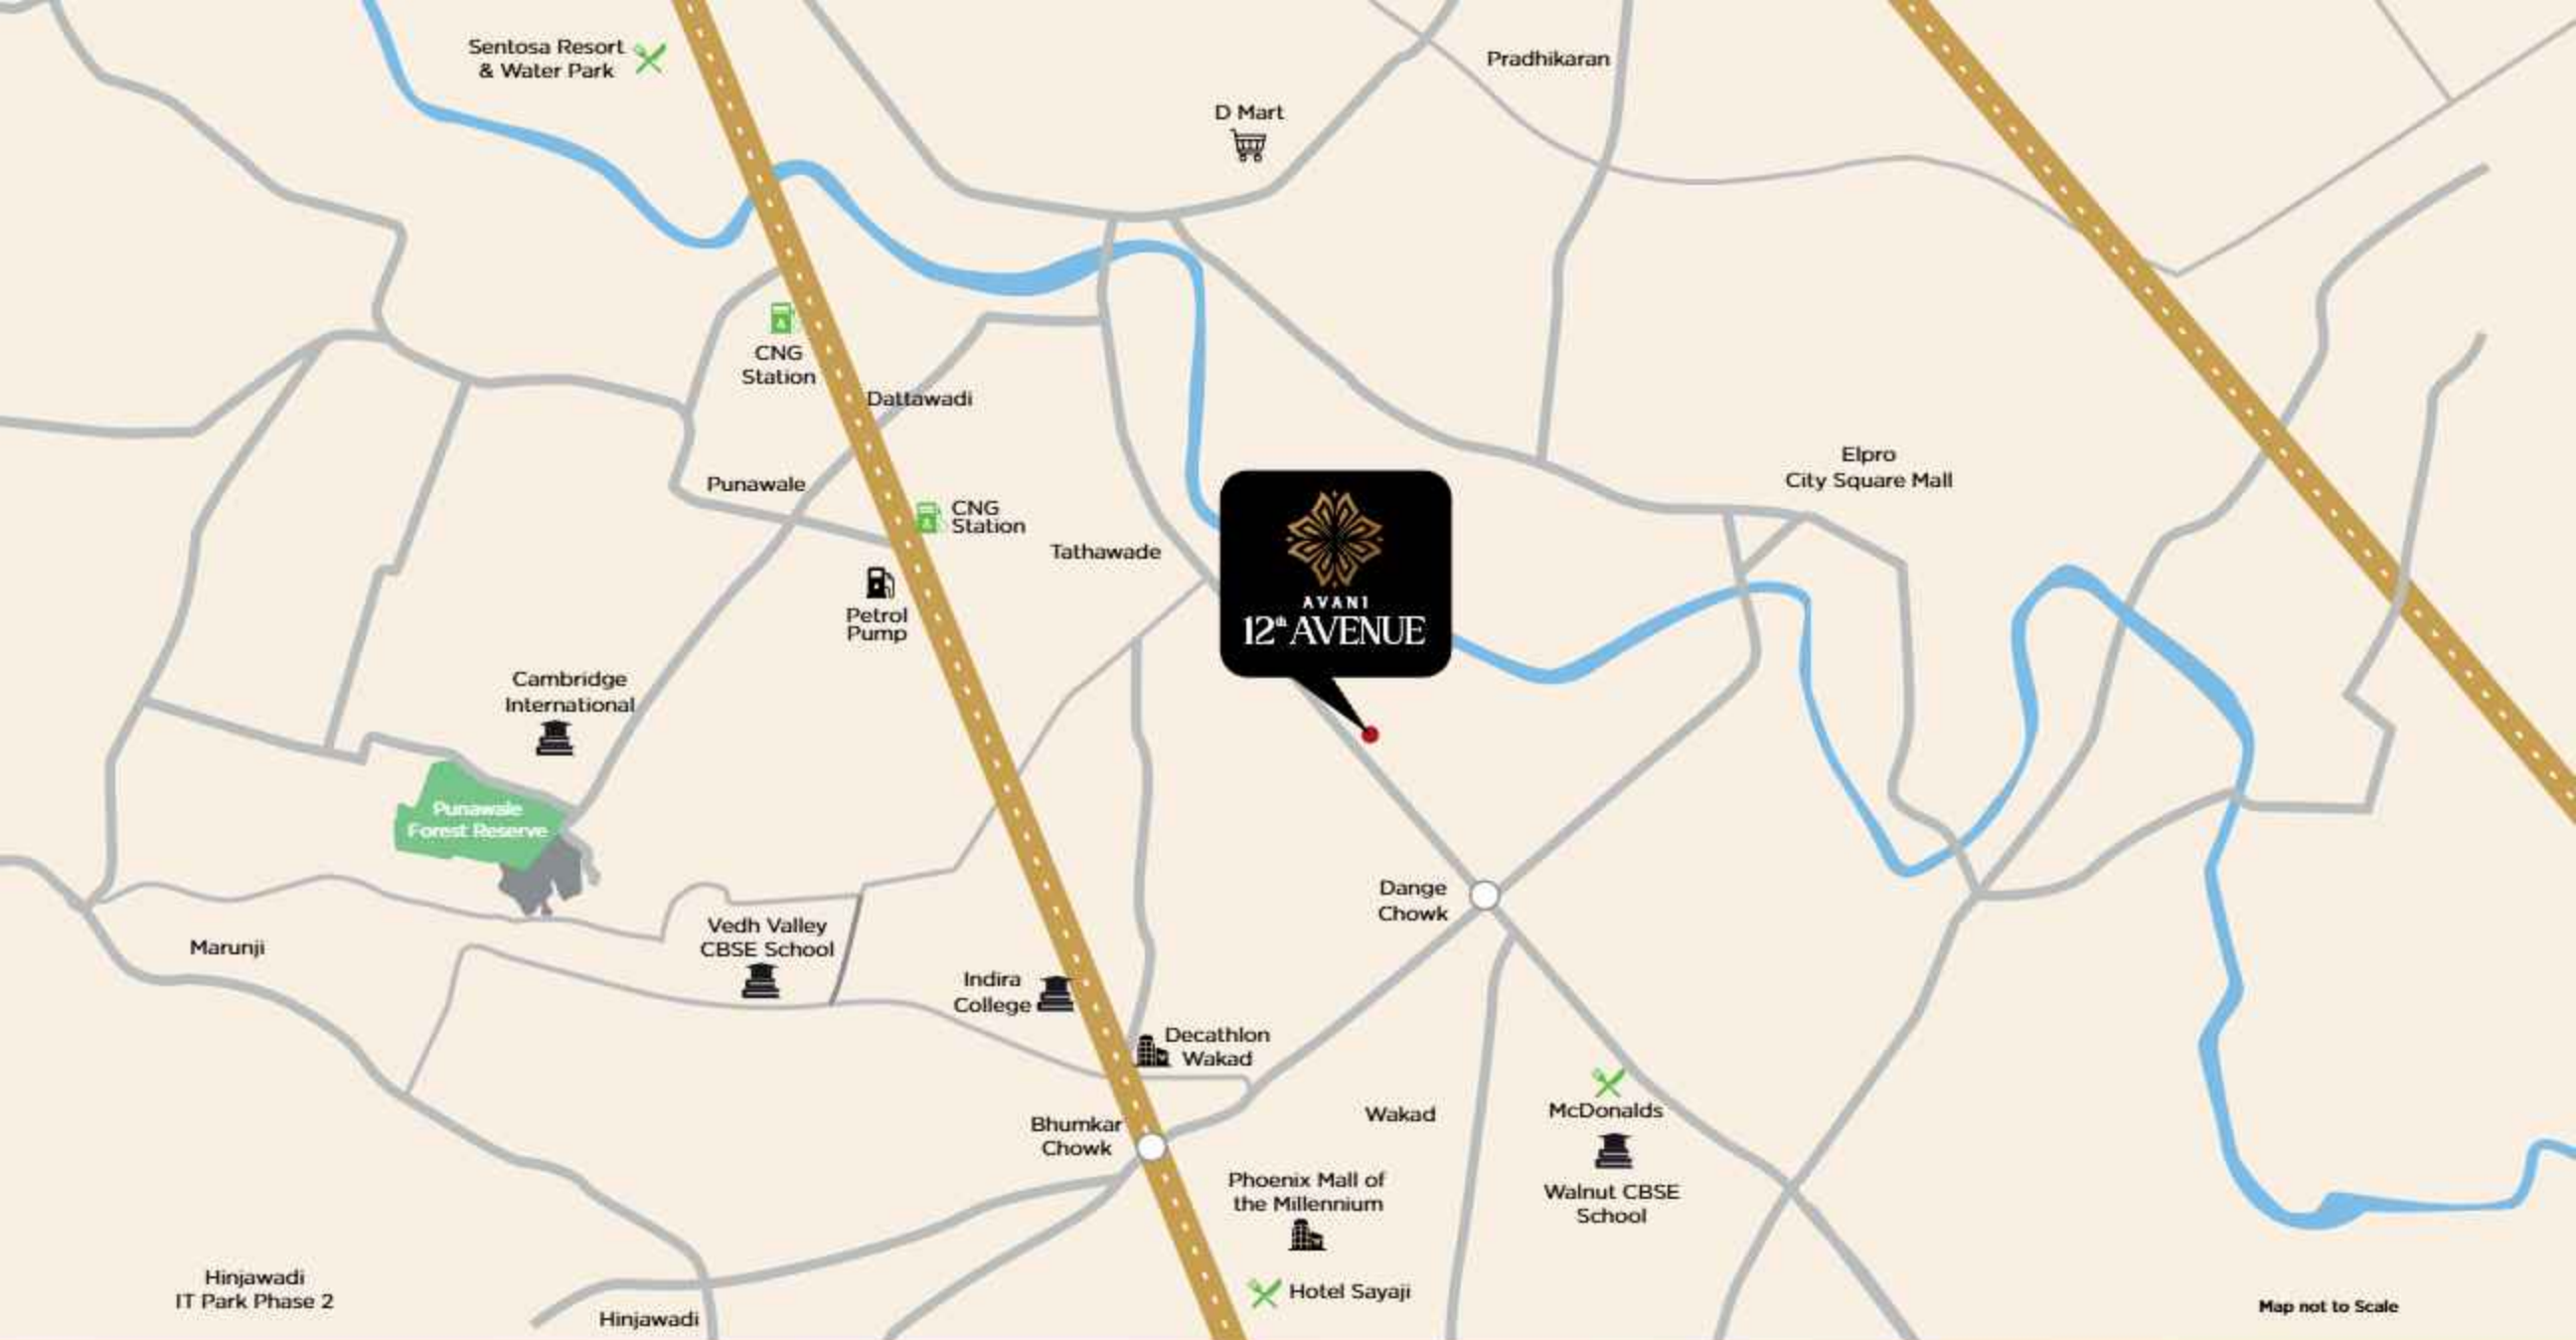 Sentosa Resort
& Water Park
Pradhikaran
D Mart
CNG
Station
Dattawadi
Punawale
CNG
Station
Tathawade
Elpro
City Square Mall
AVANI
12th AVENUE
Petrol
Pump
Cambridge
International
Punawale
Forest Reserve
Dange
Chowk
Vedh Valley
CBSE School
Marunji
Indira
College
Decathlon
Wakad
Bhumkar
Chowk
Wakad
McDonalds
Walnut CBSE
School
Phoenix Mall of
the Millennium
Hotel Sayaji
Hinjawadi
IT Park Phase 2
Hinjawadi
Map not to Scale